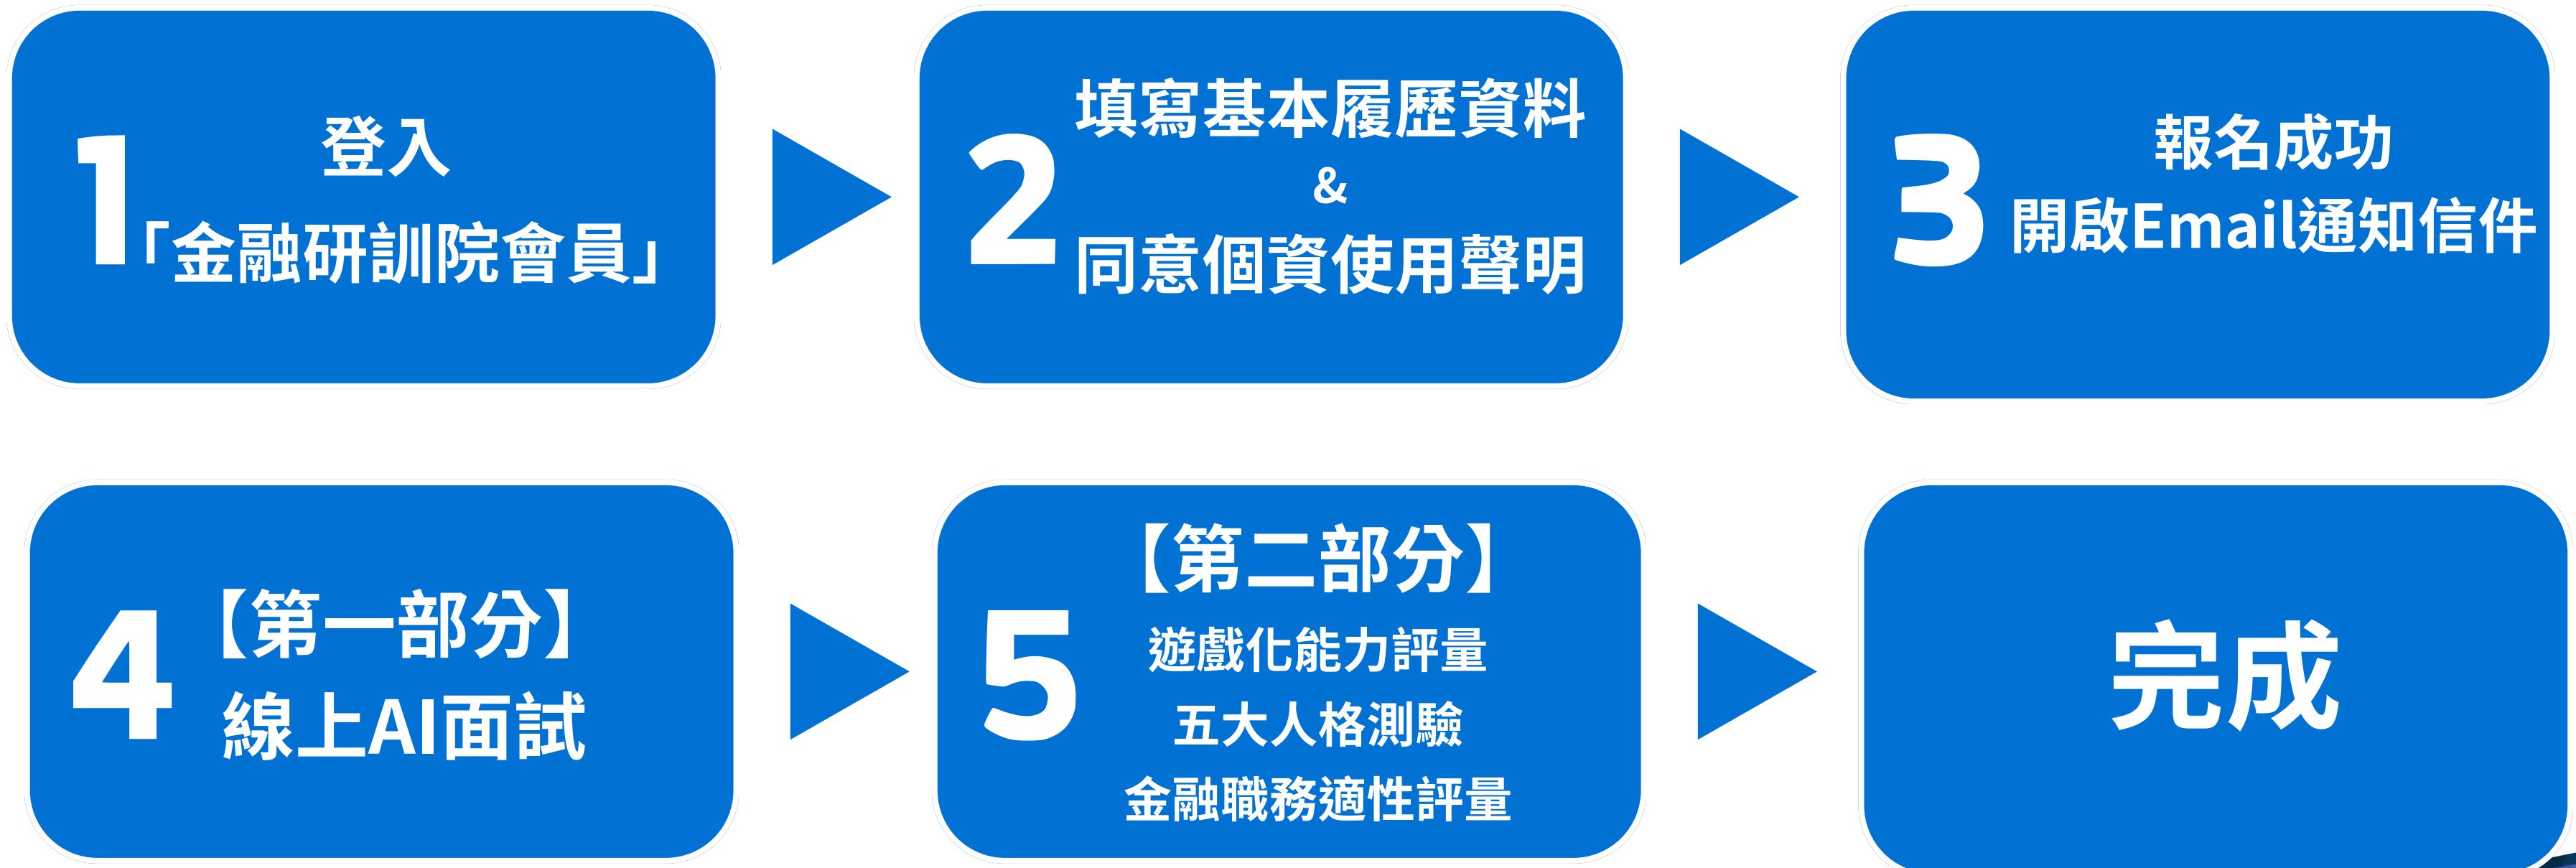 1
登入
「金融研訓院會員」
2
填寫基本履歷資料
&
同意個資使用聲明
3
報名成功
開啟Email通知信件
4
【第一部分】
線上AI面試
5
【第二部分】
遊戲化能力評量
五大人格測驗
金融職務適性評量
完成